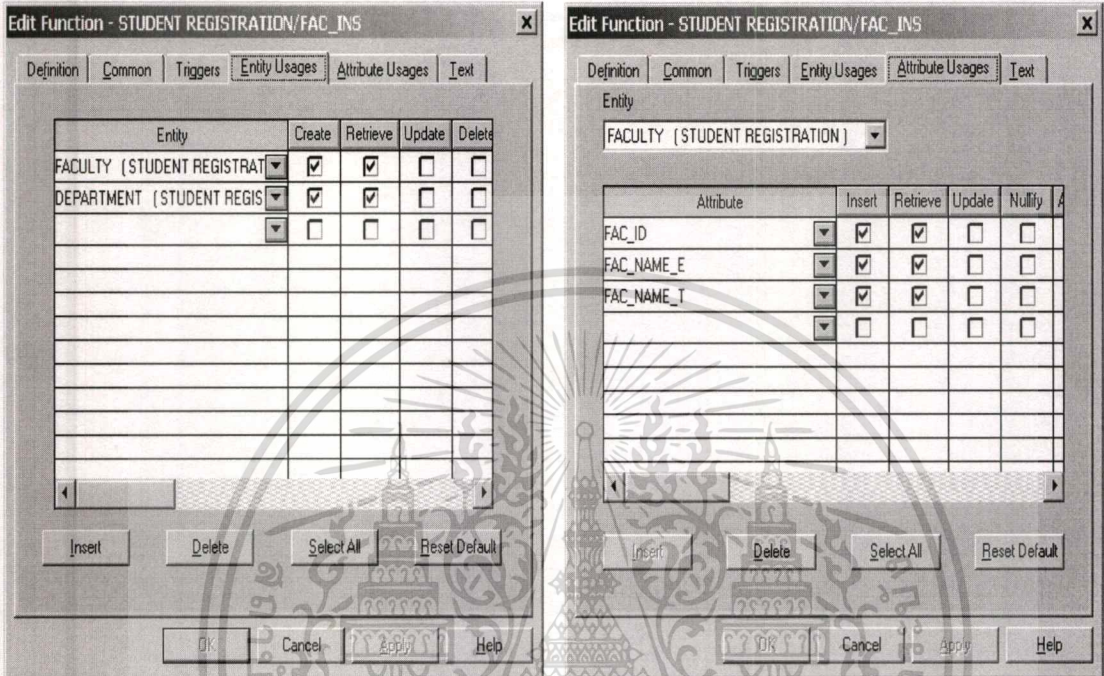 Edit Function - STUDENT REGISTRATION/FAC_INS
Definition Common Triggers Entity Usages Attribute Usages Text
Entity Create Retrieve Update Delete
FACULTY (STUDENT REGISTRAT
DEPARTMENT (STUDENT REGIS
Insert Delete Select All Reset Default
OK Cancel Apply Help
Edit Function - STUDENT REGISTRATION/FAC_INS
Definition Common Triggers Entity Usages Attribute Usages Text
Entity
FACULTY (STUDENT REGISTRATION)
Attribute Insert Retrieve Update Nullify A
FAC_ID
FAC_NAME_E
FAC_NAME_T
Insert Delete Select All Reset Default
OK Cancel Apply Help